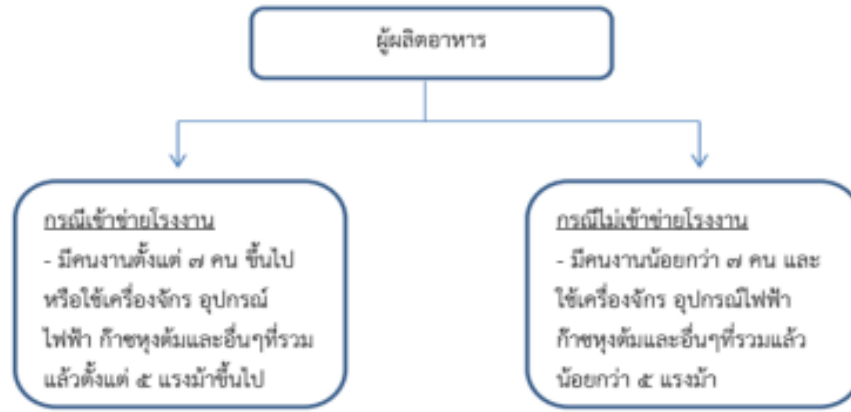 ผู้ผลิตอาหาร
กรณีเข้าข่ายโรงงาน
- มีคนงานตั้งแต่ ๗ คน ขึ้นไป
หรือใช้เครื่องจักร อุปกรณ์
ไฟฟ้า ก๊าซหุงต้มและอื่นๆที่รวม
แล้วตั้งแต่ ๕ แรงม้าขึ้นไป
กรณีไม่เข้าข่ายโรงงาน
- มีคนงานน้อยกว่า ๗ คน และ
ใช้เครื่องจักร อุปกรณ์ไฟฟ้า
ก๊าซหุงต้มและอื่นๆที่รวมแล้ว
น้อยกว่า ๕ แรงม้า